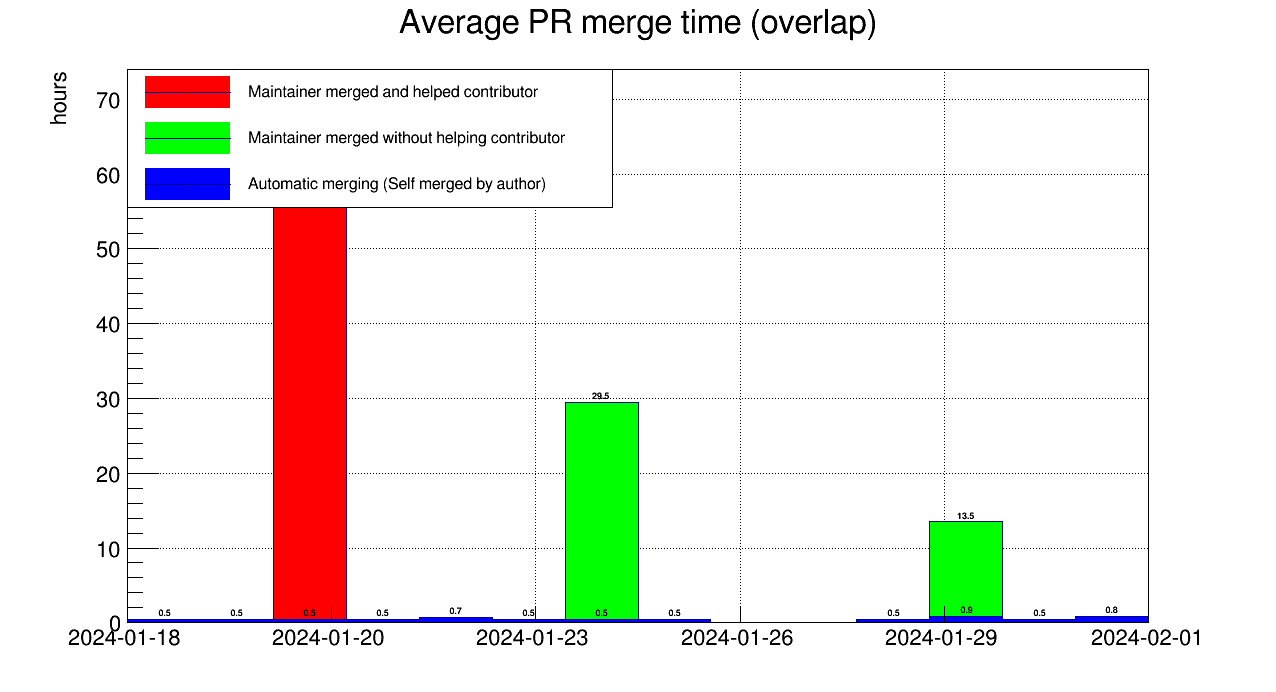 Average PR merge time (overlap)
hours
Maintainer merged and helped contributor
Maintainer merged without helping contributor
Automatic merging (Self merged by author)
70
60
50
40
30
20
10
0
29.5
13.5
0.5 0.5 0.5 0.5 0.7 0.5 0.5 0.5 0.5 0.9 0.5 0.8
2024-01-18 2024-01-20 2024-01-23 2024-01-26 2024-01-29 2024-02-01